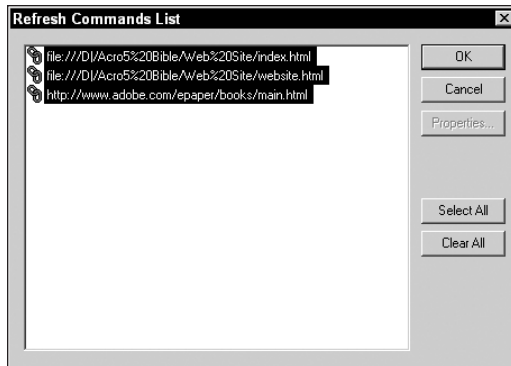 Refresh Commands List
file:///D|/Acro5%20Bible/Web%20Site/index.html
file:///D|/Acro5%20Bible/Web%20Site/website.html
http://www.adobe.com/epaper/books/main.html
OK
Cancel
Properties...
Select All
Clear All